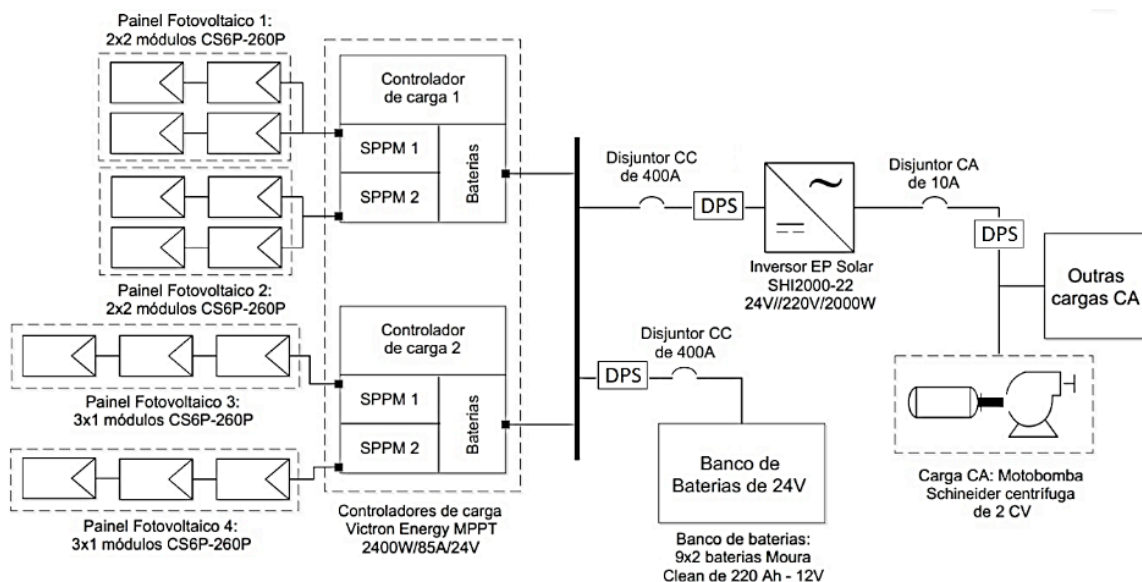 Painel Fotovoltaico 1:
2x2 módulos CS6P-260P
Controlador
de carga 1
SPPM 1
SPPM 2
Baterias
Painel Fotovoltaico 2:
2x2 módulos CS6P-260P
Painel Fotovoltaico 3:
3x1 módulos CS6P-260P
Painel Fotovoltaico 4:
3x1 módulos CS6P-260P
Controlador
de carga 2
SPPM 1
SPPM 2
Baterias
Controladores de carga
Victron Energy MPPT
2400W/85A/24V
Disjuntor CC
de 400A
DPS
Inversor EP Solar
SHI2000-22
24V//220V/2000W
Disjuntor CA
de 10A
DPS
Outras
cargas CA
Disjuntor CC
de 400A
DPS
Banco de
Baterias de 24V
Banco de baterias:
9x2 baterias Moura
Clean de 220 Ah - 12V
Carga CA: Motobomba
Schineider centrífuga
de 2 CV